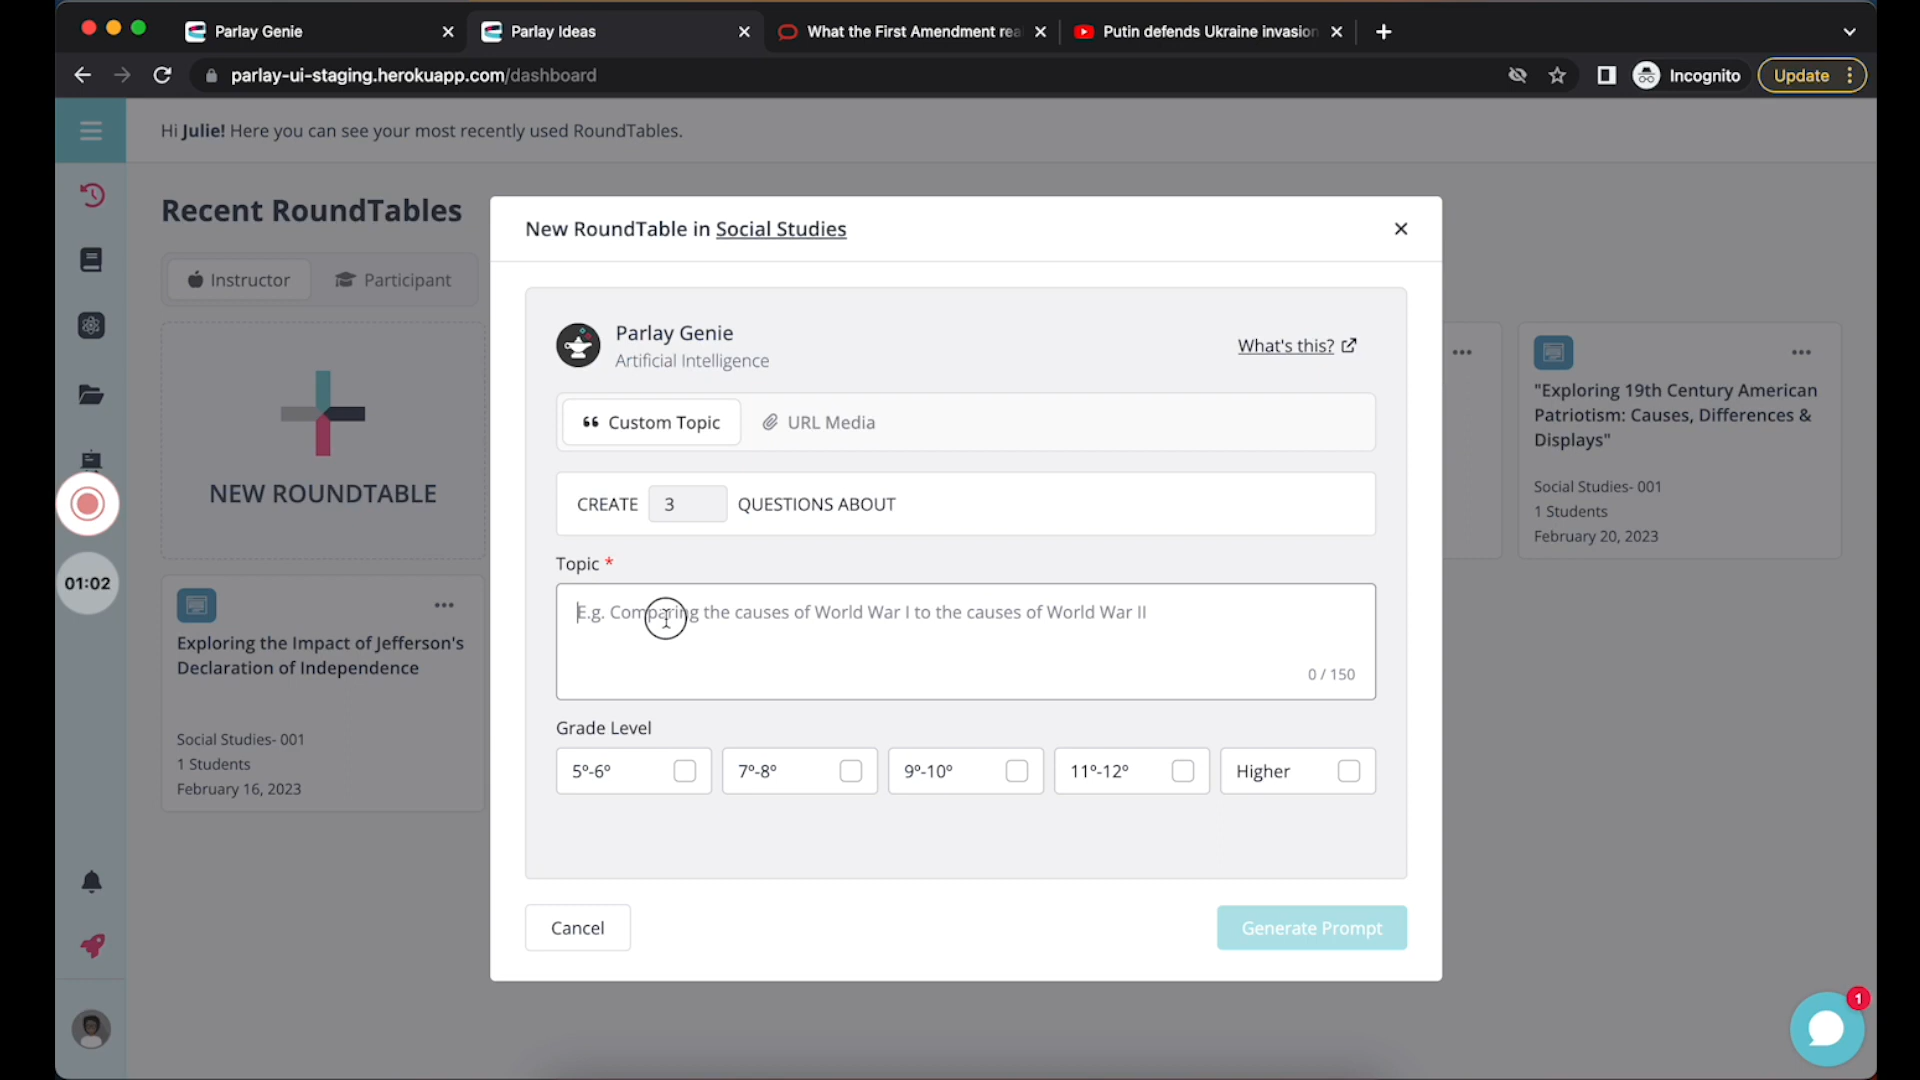 Parlay Genie
Parlay Ideas
What the First Amendment rea
Putin defends Ukraine invasion
parlay-ui-staging.herokuapp.com/dashboard
Incognito
Update
Hi Julie! Here you can see your most recently used RoundTables.
Recent RoundTables
Instructor
Participant
NEW ROUNDTABLE
01:02
Exploring the Impact of Jefferson's
Declaration of Independence
Social Studies- 001
1 Students
February 16, 2023
New RoundTable in Social Studies
Parlay Genie
Artificial Intelligence
What's this?
Custom Topic
URL Media
CREATE 3 QUESTIONS ABOUT
Topic *
E.g. Comparing the causes of World War I to the causes of World War II
0 / 150
Grade Level
5º-6º
7º-8º
9º-10º
11º-12º
Higher
Cancel
Generate Prompt
"Exploring 19th Century American
Patriotism: Causes, Differences &
Displays"
Social Studies- 001
1 Students
February 20, 2023
1